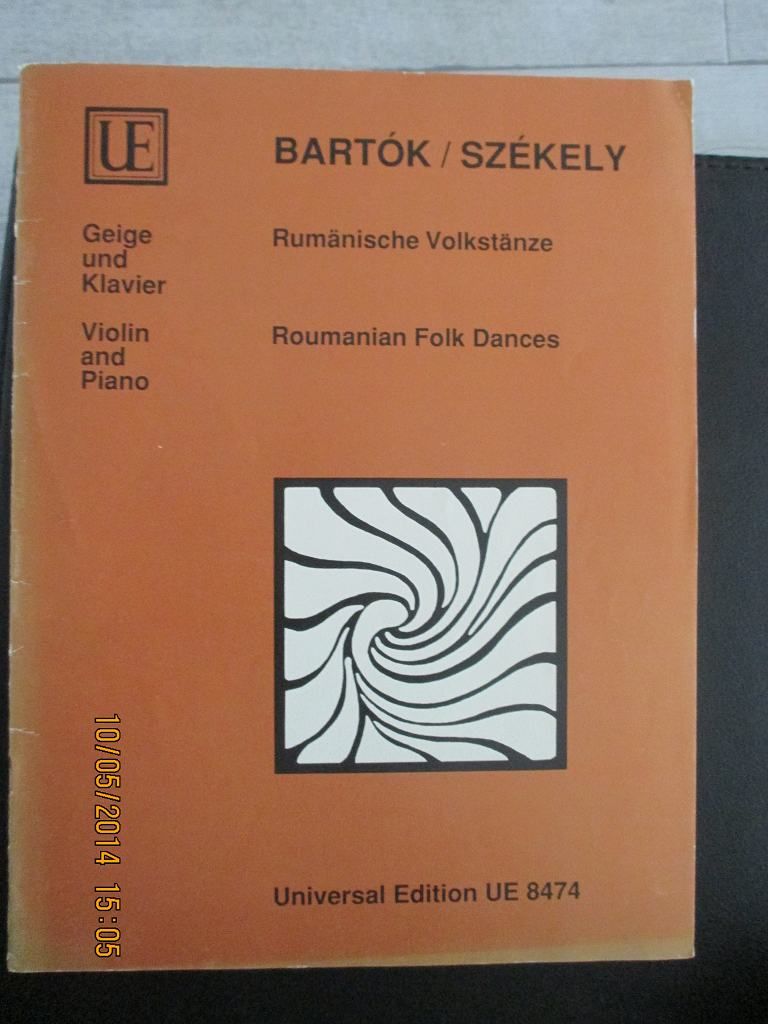 UE
BARTÓK / SZÉKELY
Geige
und
Klavier
Rumänische Volkstänze
Violin
and
Piano
Roumanian Folk Dances
Universal Edition UE 8474
10/05/2014 15:05